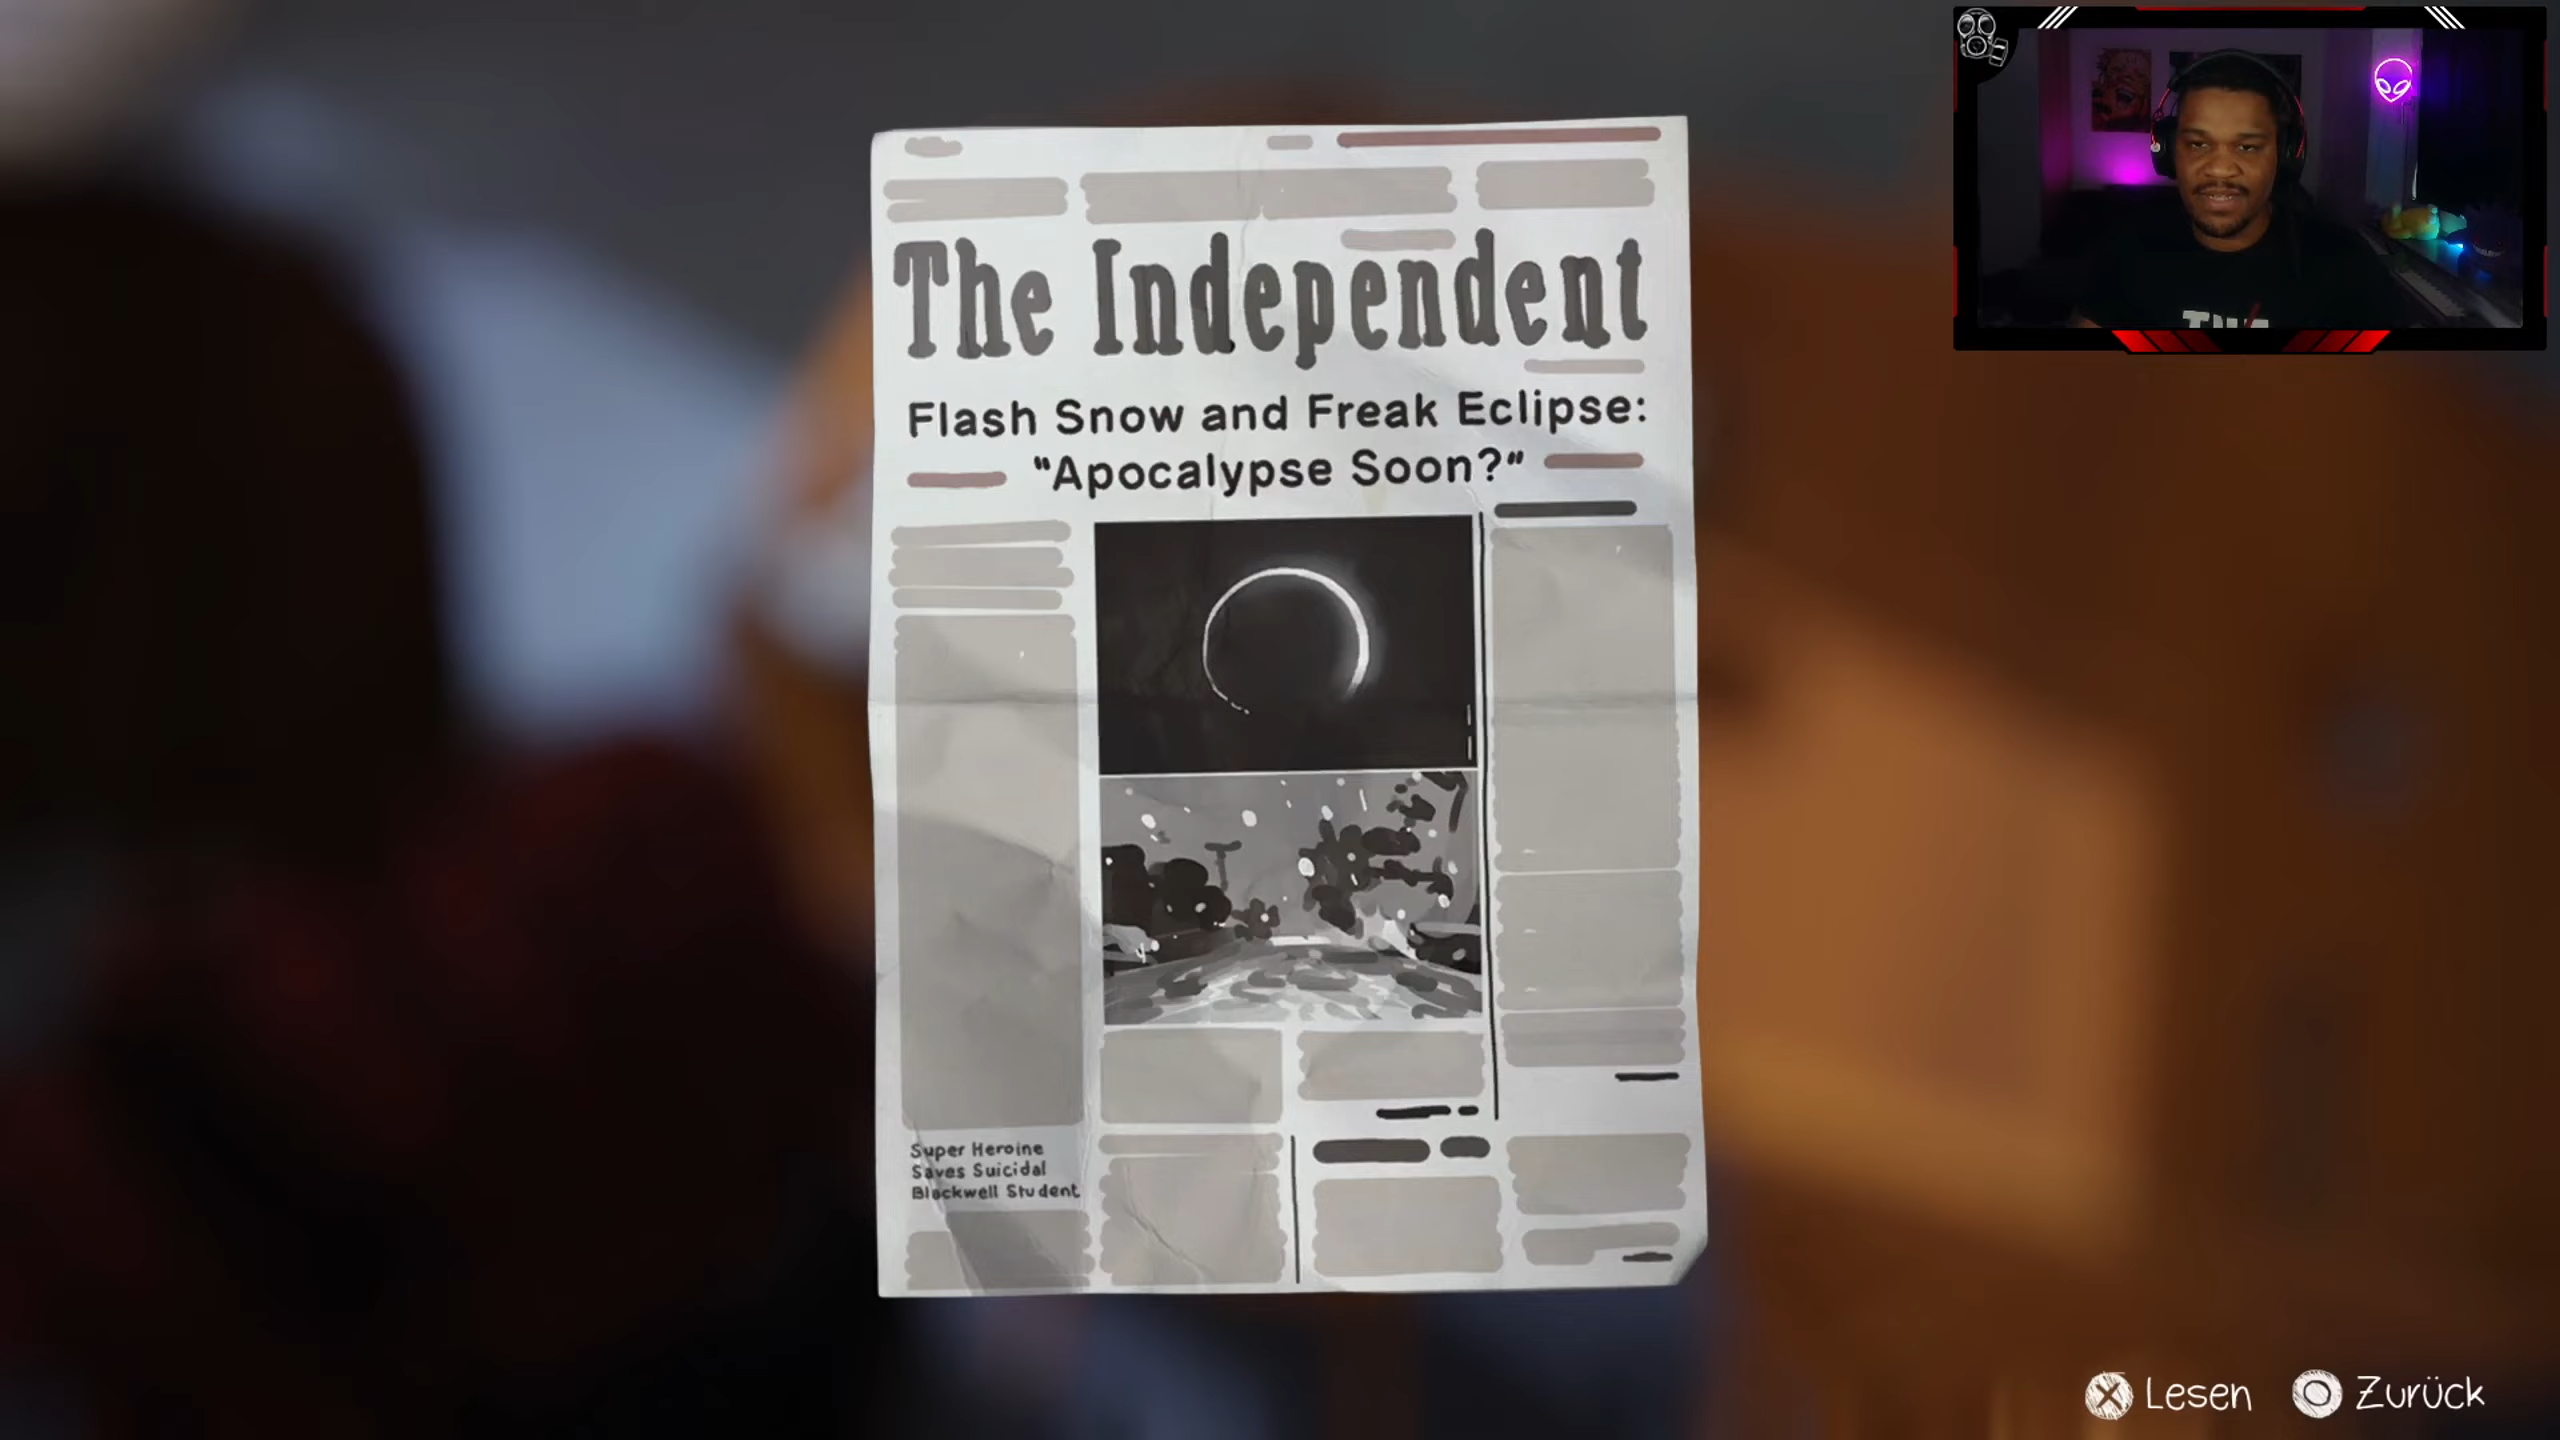 The Independent
Flash Snow and Freak Eclipse:
"Apocalypse Soon?"
Super Heroine
Saves Suicidal
Blackwell Student
Lesen
Zurück